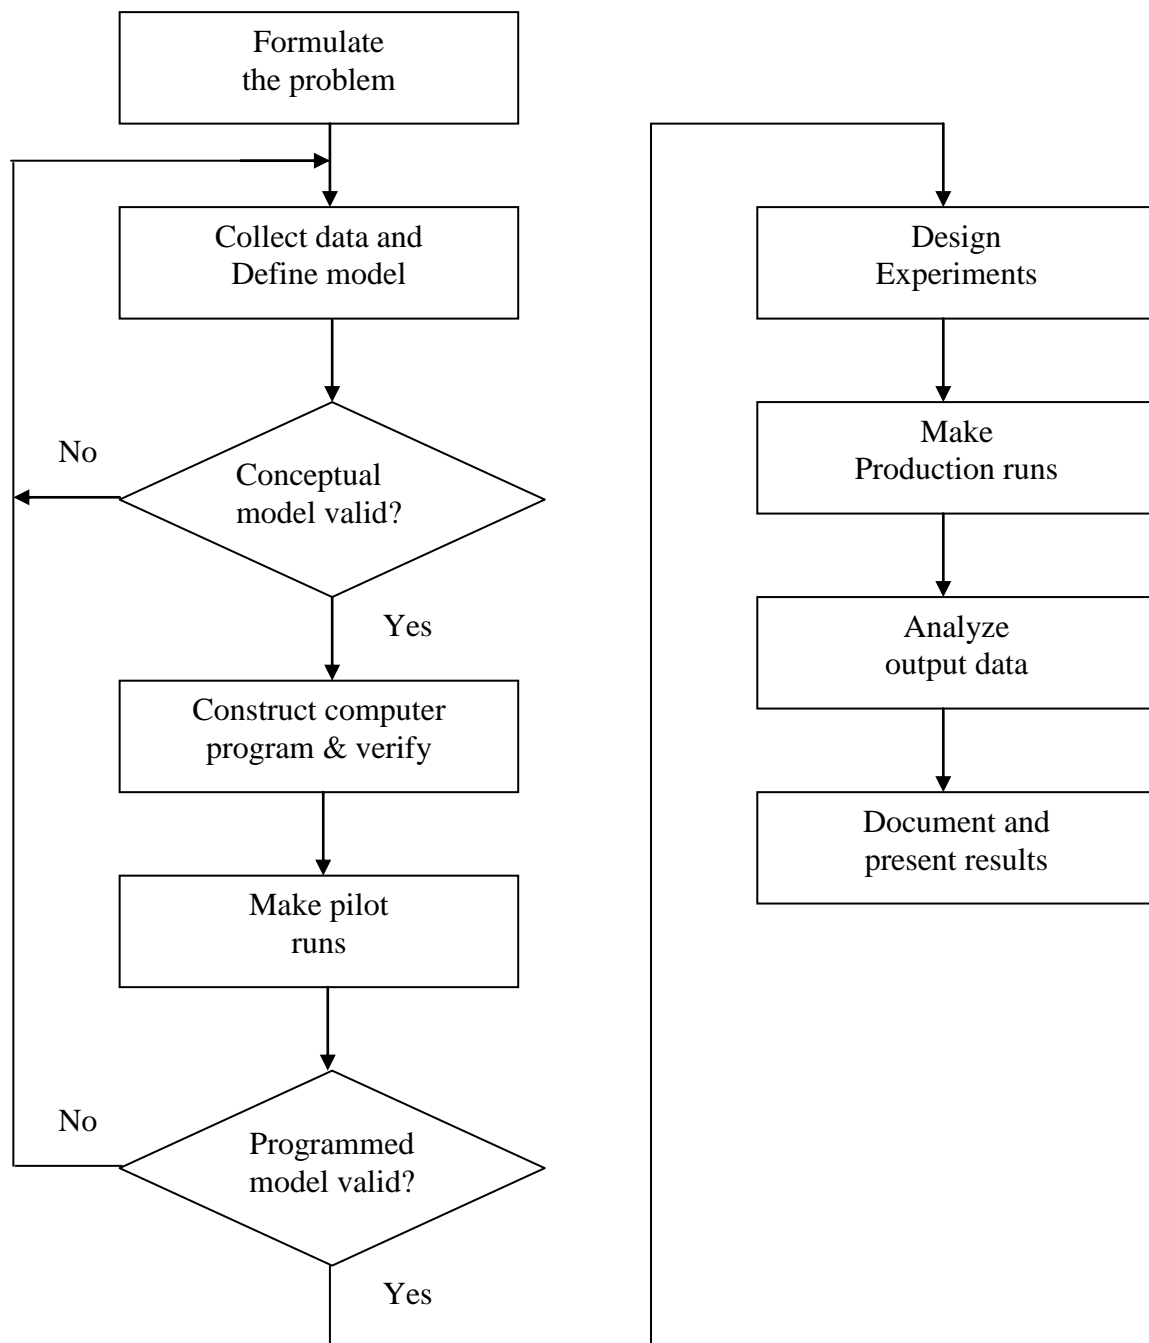 Formulate
the problem
Collect data and
Define model
No
Conceptual
model valid?
Yes
Construct computer
program & verify
Make pilot
runs
No
Programmed
model valid?
Yes
Design
Experiments
Make
Production runs
Analyze
output data
Document and
present results